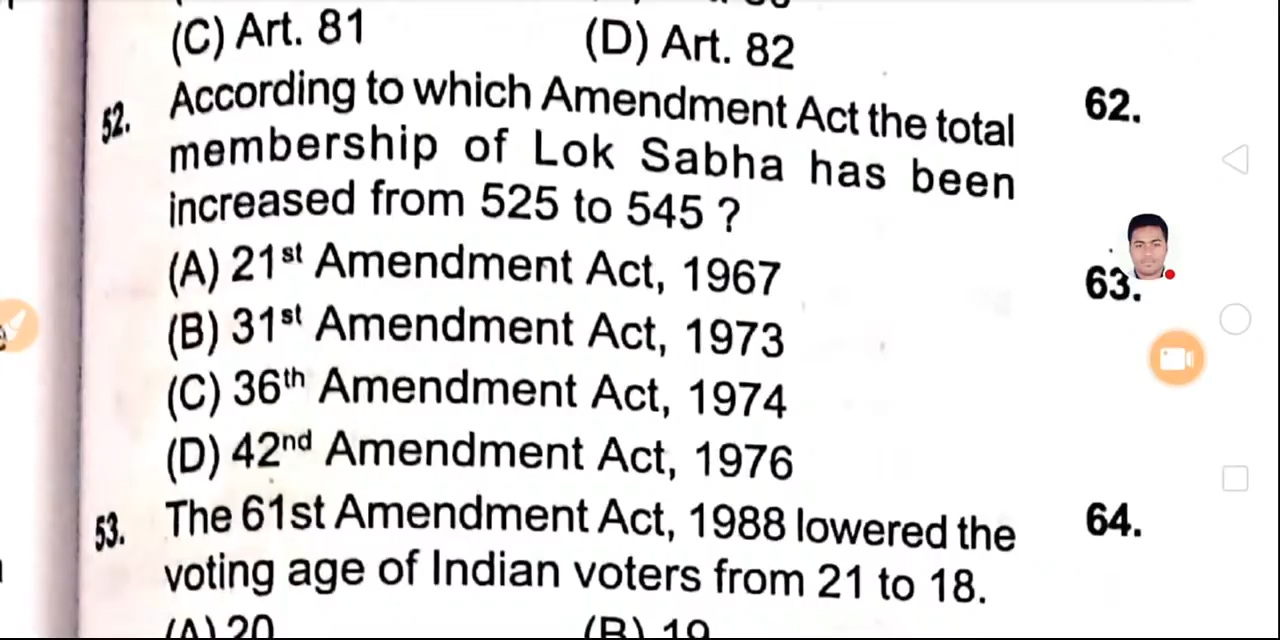 (C) Art. 81 (D) Art. 82
52. According to which Amendment Act the total
membership of Lok Sabha has been
increased from 525 to 545 ?
(A) 21st Amendment Act, 1967
(B) 31st Amendment Act, 1973
(C) 36th Amendment Act, 1974
(D) 42nd Amendment Act, 1976
53. The 61st Amendment Act, 1988 lowered the
voting age of Indian voters from 21 to 18.
(A) 20 (B) 19
62.
63.
64.